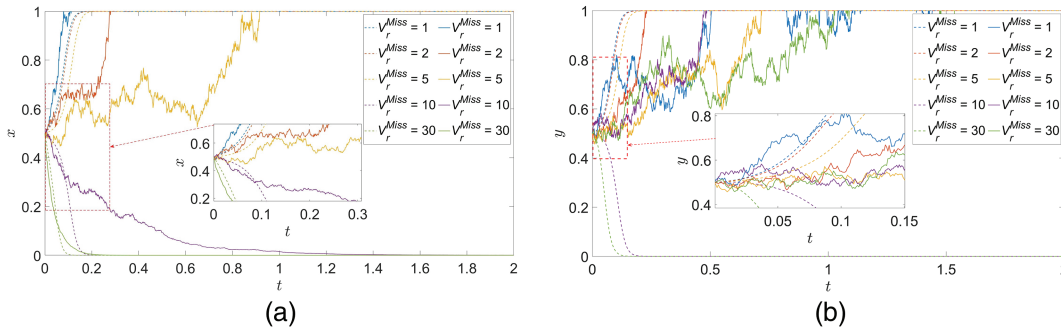 1
0.8
0.6
0.4
0.2
0
x
0 0.2 0.4 0.6 0.8 1 1.2 1.4 1.6 1.8 2
t
V_r^{Miss} = 1 V_r^{Miss} = 1
V_r^{Miss} = 2 V_r^{Miss} = 2
V_r^{Miss} = 5 V_r^{Miss} = 5
V_r^{Miss} = 10 V_r^{Miss} = 10
V_r^{Miss} = 30 V_r^{Miss} = 30
0.8
0.6
0.4
0.2
x
0 0.1 0.2 0.3
t
(a)
1
0.8
0.6
0.4
0.2
0
y
0 0.5 1 1.5 2
t
V_r^{Miss} = 1 V_r^{Miss} = 1
V_r^{Miss} = 2 V_r^{Miss} = 2
V_r^{Miss} = 5 V_r^{Miss} = 5
V_r^{Miss} = 10 V_r^{Miss} = 10
V_r^{Miss} = 30 V_r^{Miss} = 30
0.8
0.6
0.4
y
0.05 0.1 0.15
t
(b)